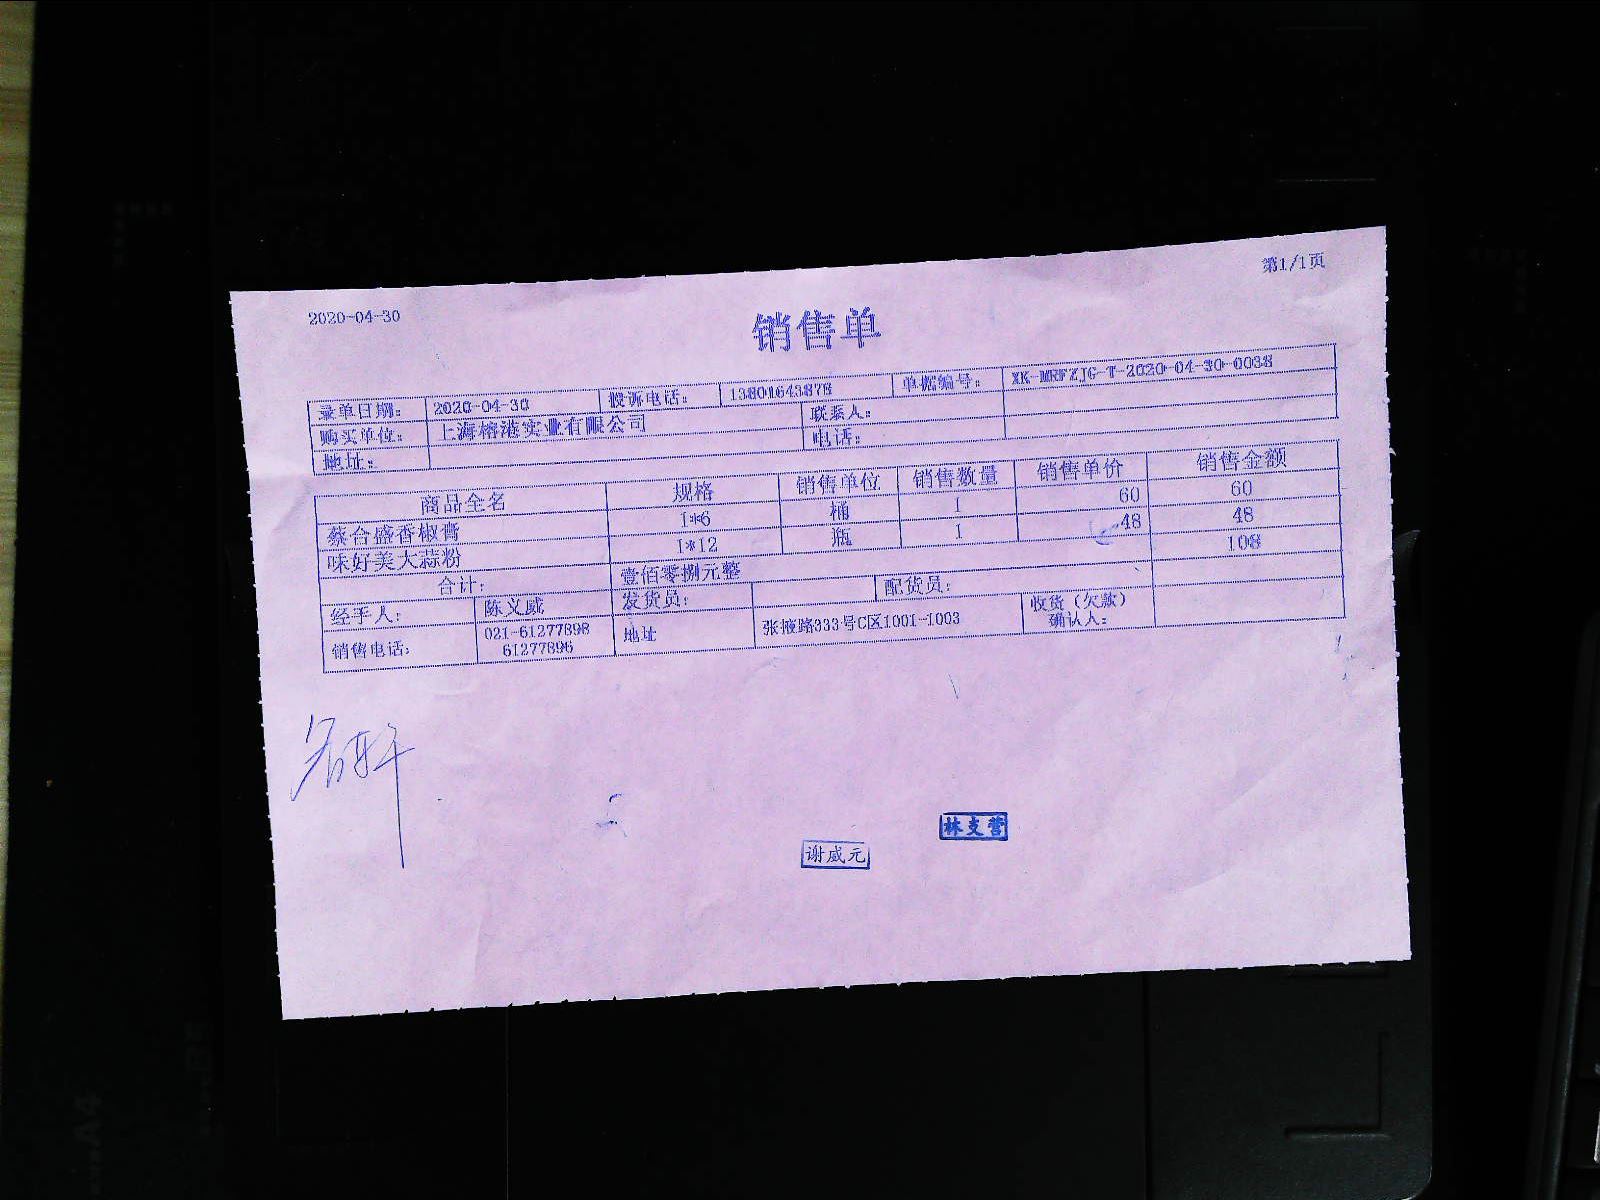 第1/1页
2020-04-30
销售单
录单日期： 2020-04-30 投诉电话： 13801643878 单据编号： XK-MRFZJG-T-2020-04-30-0038
购买单位： 上海榕港实业有限公司 联系人：
地址： 电话：
商品全名 规格 销售单位 销售数量 销售单价 销售金额
蔡合盛香椒膏 1*6 桶 1 60 60
味好美大蒜粉 1*12 瓶 1 48 48
合计： 壹佰零捌元整 108
经手人： 陈义威 发货员： 配货员：
销售电话： 021-61277898 61277896 地址 张掖路333号C区1001-1003 收货（欠款）确认人：
林支营
谢威元